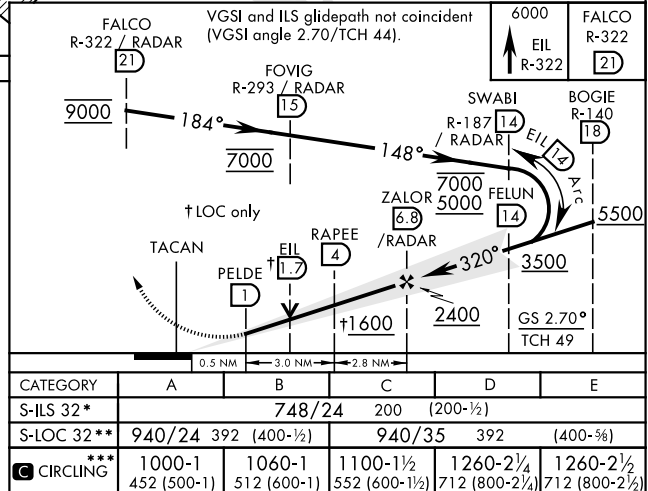 VGSI and ILS glidepath not coincident
(VGSI angle 2.70/TCH 44).
6000
EIL
R-322
FALCO
R-322
21
FALCO
R-322 / RADAR
21
9000
184°
FOVIG
R-293 / RADAR
15
7000
148°
SWABI
R-187 14
/ RADAR
EIL 14 Arc
BOGIE
R-140
18
7000
5000
FELUN
14
5500
† LOC only
TACAN
PELDE
1
† EIL
1.7
RAPEE
4
ZALOR
6.8
/RADAR
320°
3500
2400
†1600
GS 2.70°
TCH 49
0.5 NM
3.0 NM
2.8 NM
CATEGORY A B C D E
S-ILS 32* 748/24 200 (200-½)
S-LOC 32** 940/24 392 (400-½) 940/35 392 (400-⅝)
C CIRCLING*** 1000-1 1060-1 1100-1½ 1260-2¼ 1260-2½
452 (500-1) 512 (600-1) 552 (600-1½) 712 (800-2¼) 712 (800-2½)